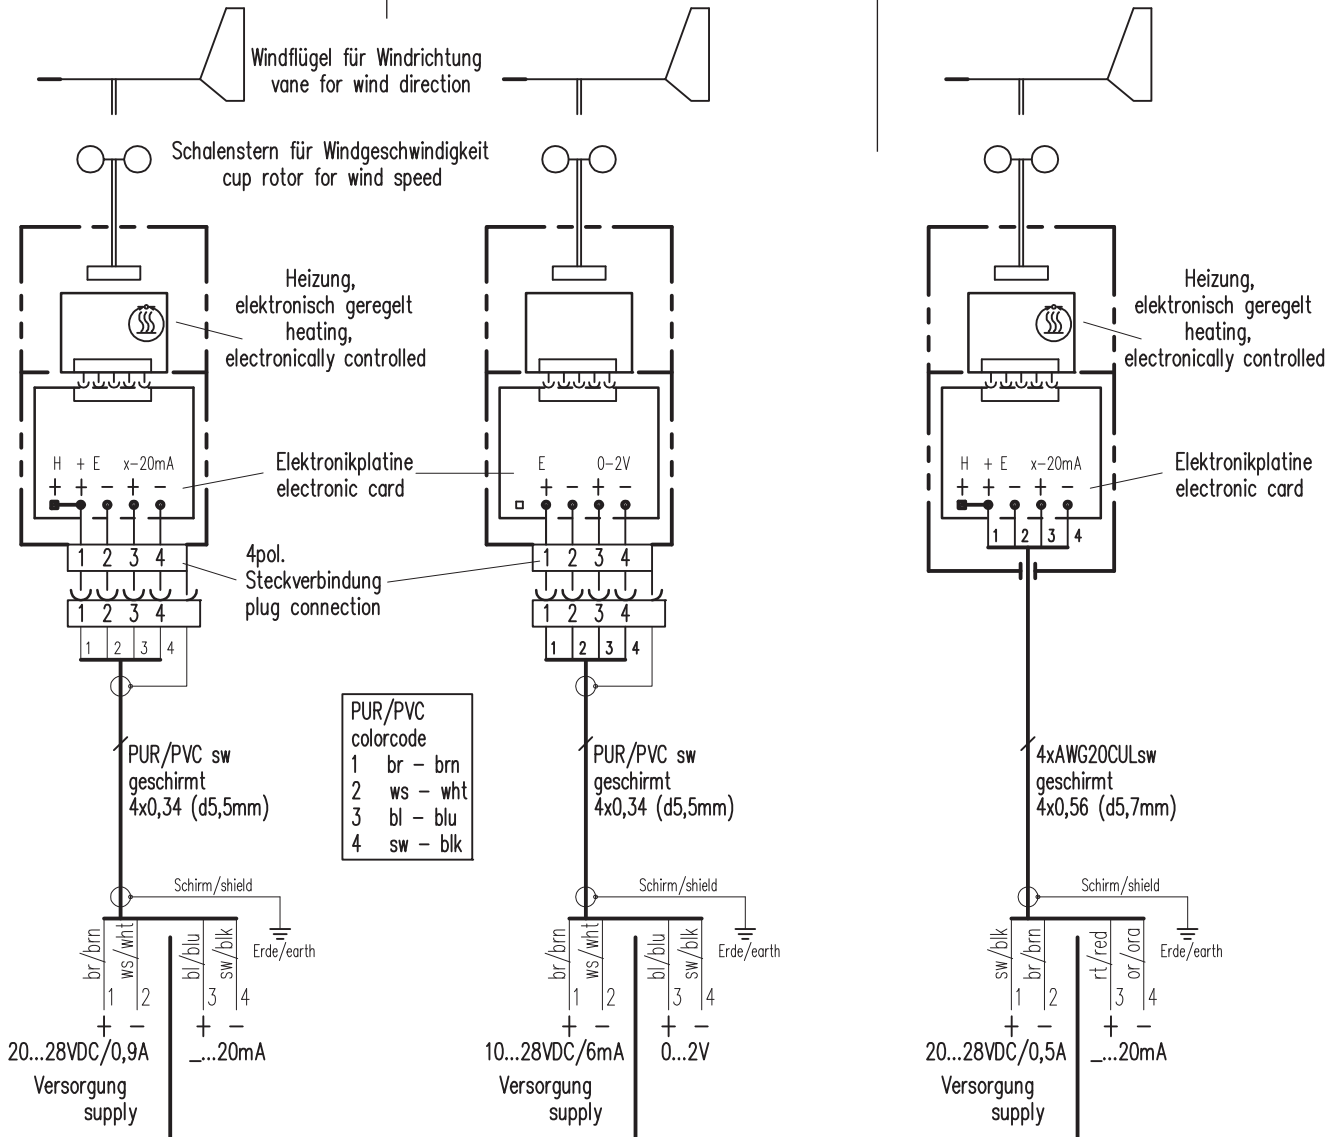 Windflügel für Windrichtung
vane for wind direction
Schalenstern für Windgeschwindigkeit
cup rotor for wind speed
Heizung,
elektronisch geregelt
heating,
electronically controlled
Heizung,
elektronisch geregelt
heating,
electronically controlled
H + E x-20mA
+ + − + −
Elektronikplatine
electronic card
E 0-2V
+ − + −
H + E x-20mA
+ + − + −
Elektronikplatine
electronic card
1 2 3 4
1 2 3 4
4pol.
Steckverbindung
plug connection
1 2 3 4
1 2 3 4
1 2 3 4
1 2 3 4
1 2 3 4
PUR/PVC
colorcode
1 br - brn
2 ws - wht
3 bl - blu
4 sw - blk
PUR/PVC sw
geschirmt
4x0,34 (d5,5mm)
PUR/PVC sw
geschirmt
4x0,34 (d5,5mm)
4xAWG20CULsw
geschirmt
4x0,56 (d5,7mm)
Schirm/shield
Erde/earth
br/brn
ws/wht
bl/blu
sw/blk
1 2 3 4
+ − + −
20...28VDC/0,9A
_...20mA
Versorgung
supply
Schirm/shield
Erde/earth
br/brn
ws/wht
bl/blu
sw/blk
1 2 3 4
+ − + −
10...28VDC/6mA
0...2V
Versorgung
supply
Schirm/shield
Erde/earth
sw/blk
br/brn
rt/red
or/ora
1 2 3 4
+ − + −
20...28VDC/0,5A
_...20mA
Versorgung
supply